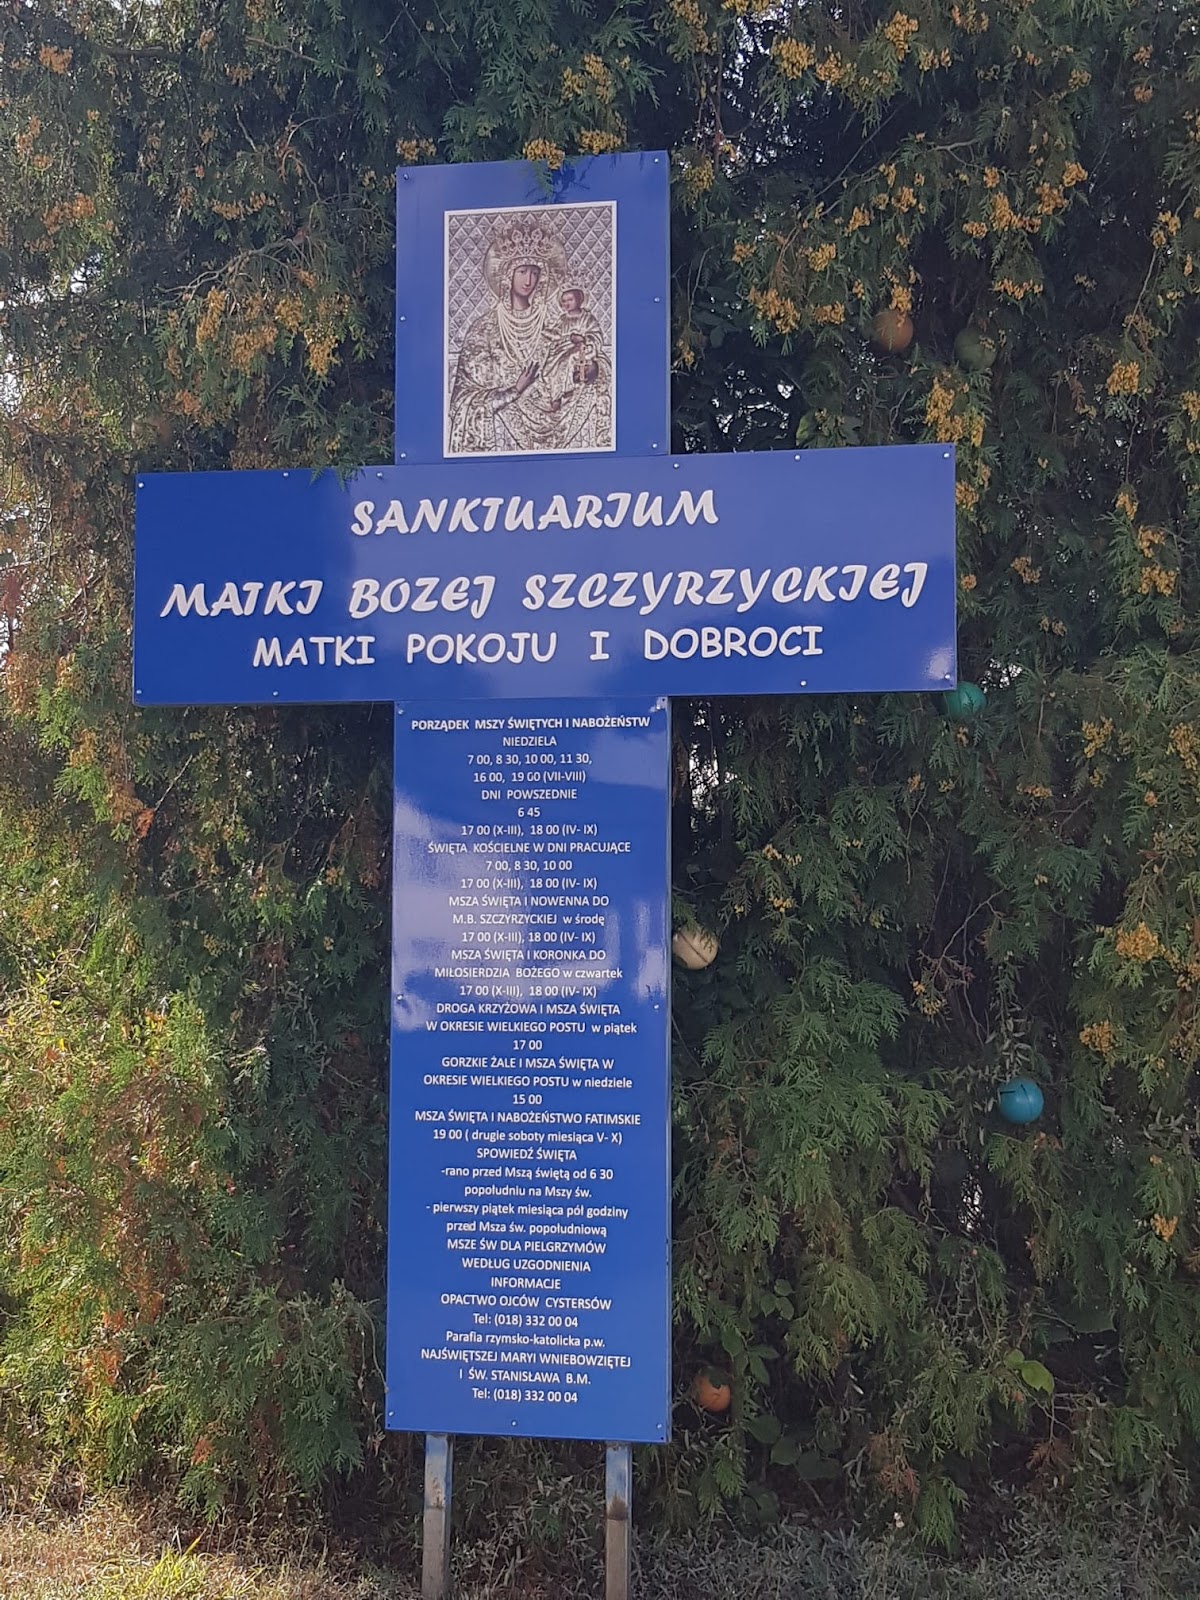 SANKTUARIUM
MATKI BOZEJ SZCZYRZYCKIEJ
MATKI POKOJU I DOBROCI
PORZĄDEK MSZY ŚWIĘTYCH I NABOŻEŃSTW
NIEDZIELA
7 00, 8 30, 10 00, 11 30,
16 00, 19 00 (VII-VIII)
DNI POWSZEDNIE
6 45
17 00 (X-III), 18 00 (IV- IX)
ŚWIĘTA KOŚCIELNE W DNI PRACUJĄCE
7 00, 8 30, 10 00
17 00 (X-III), 18 00 (IV- IX)
MSZA ŚWIĘTA I NOWENNA DO
M.B. SZCZYRZYCKIEJ w środę
17 00 (X-III), 18 00 (IV- IX)
MSZA ŚWIĘTA I KORONKA DO
MIŁOSIERDZIA BOŻEGO w czwartek
17 00 (X-III), 18 00 (IV- IX)
DROGA KRZYŻOWA I MSZA ŚWIĘTA
W OKRESIE WIELKIEGO POSTU w piątek
17 00
GORZKIE ŻALE I MSZA ŚWIĘTA W
OKRESIE WIELKIEGO POSTU w niedziele
15 00
MSZA ŚWIĘTA I NABOŻEŃSTWO FATIMSKIE
19 00 ( drugie soboty miesiąca V- X)
SPOWIEDŹ ŚWIĘTA
-rano przed Mszą świętą od 6 30
popołudniu na Mszy św.
- pierwszy piątek miesiąca pół godziny
przed Msza św. popołudniową
MSZE ŚW DLA PIELGRZYMÓW
WEDŁUG UZGODNIENIA
INFORMACJE
OPACTWO OJCÓW CYSTERSÓW
Tel: (018) 332 00 04
Parafia rzymsko-katolicka p.w.
NAJŚWIĘTSZEJ MARYI WNIEBOWZIĘTEJ
I ŚW. STANISŁAWA B.M.
Tel: (018) 332 00 04